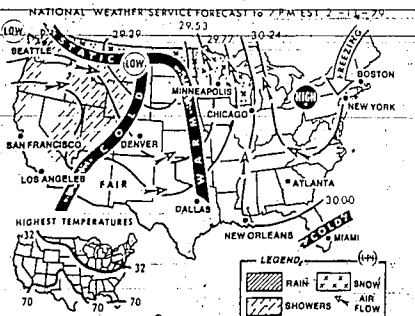 NATIONAL WEATHER SERVICE FORECAST to 7 PM EST 2-14-79
29.53
29.29
29.77
30.24
LOW
SEATTLE
STATIC
LOW
FREEZING
BOSTON
MINNEAPOLIS
HIGH
NEW YORK
CHICAGO
COLD
WARM
SAN FRANCISCO
DENVER
LOS ANGELES
FAIR
ATLANTA
DALLAS
30.00
NEW ORLEANS
COLD
MIAMI
HIGHEST TEMPERATURES
32
32
70
70
70
LEGEND
RAIN
SNOW
SHOWERS
AIR
FLOW